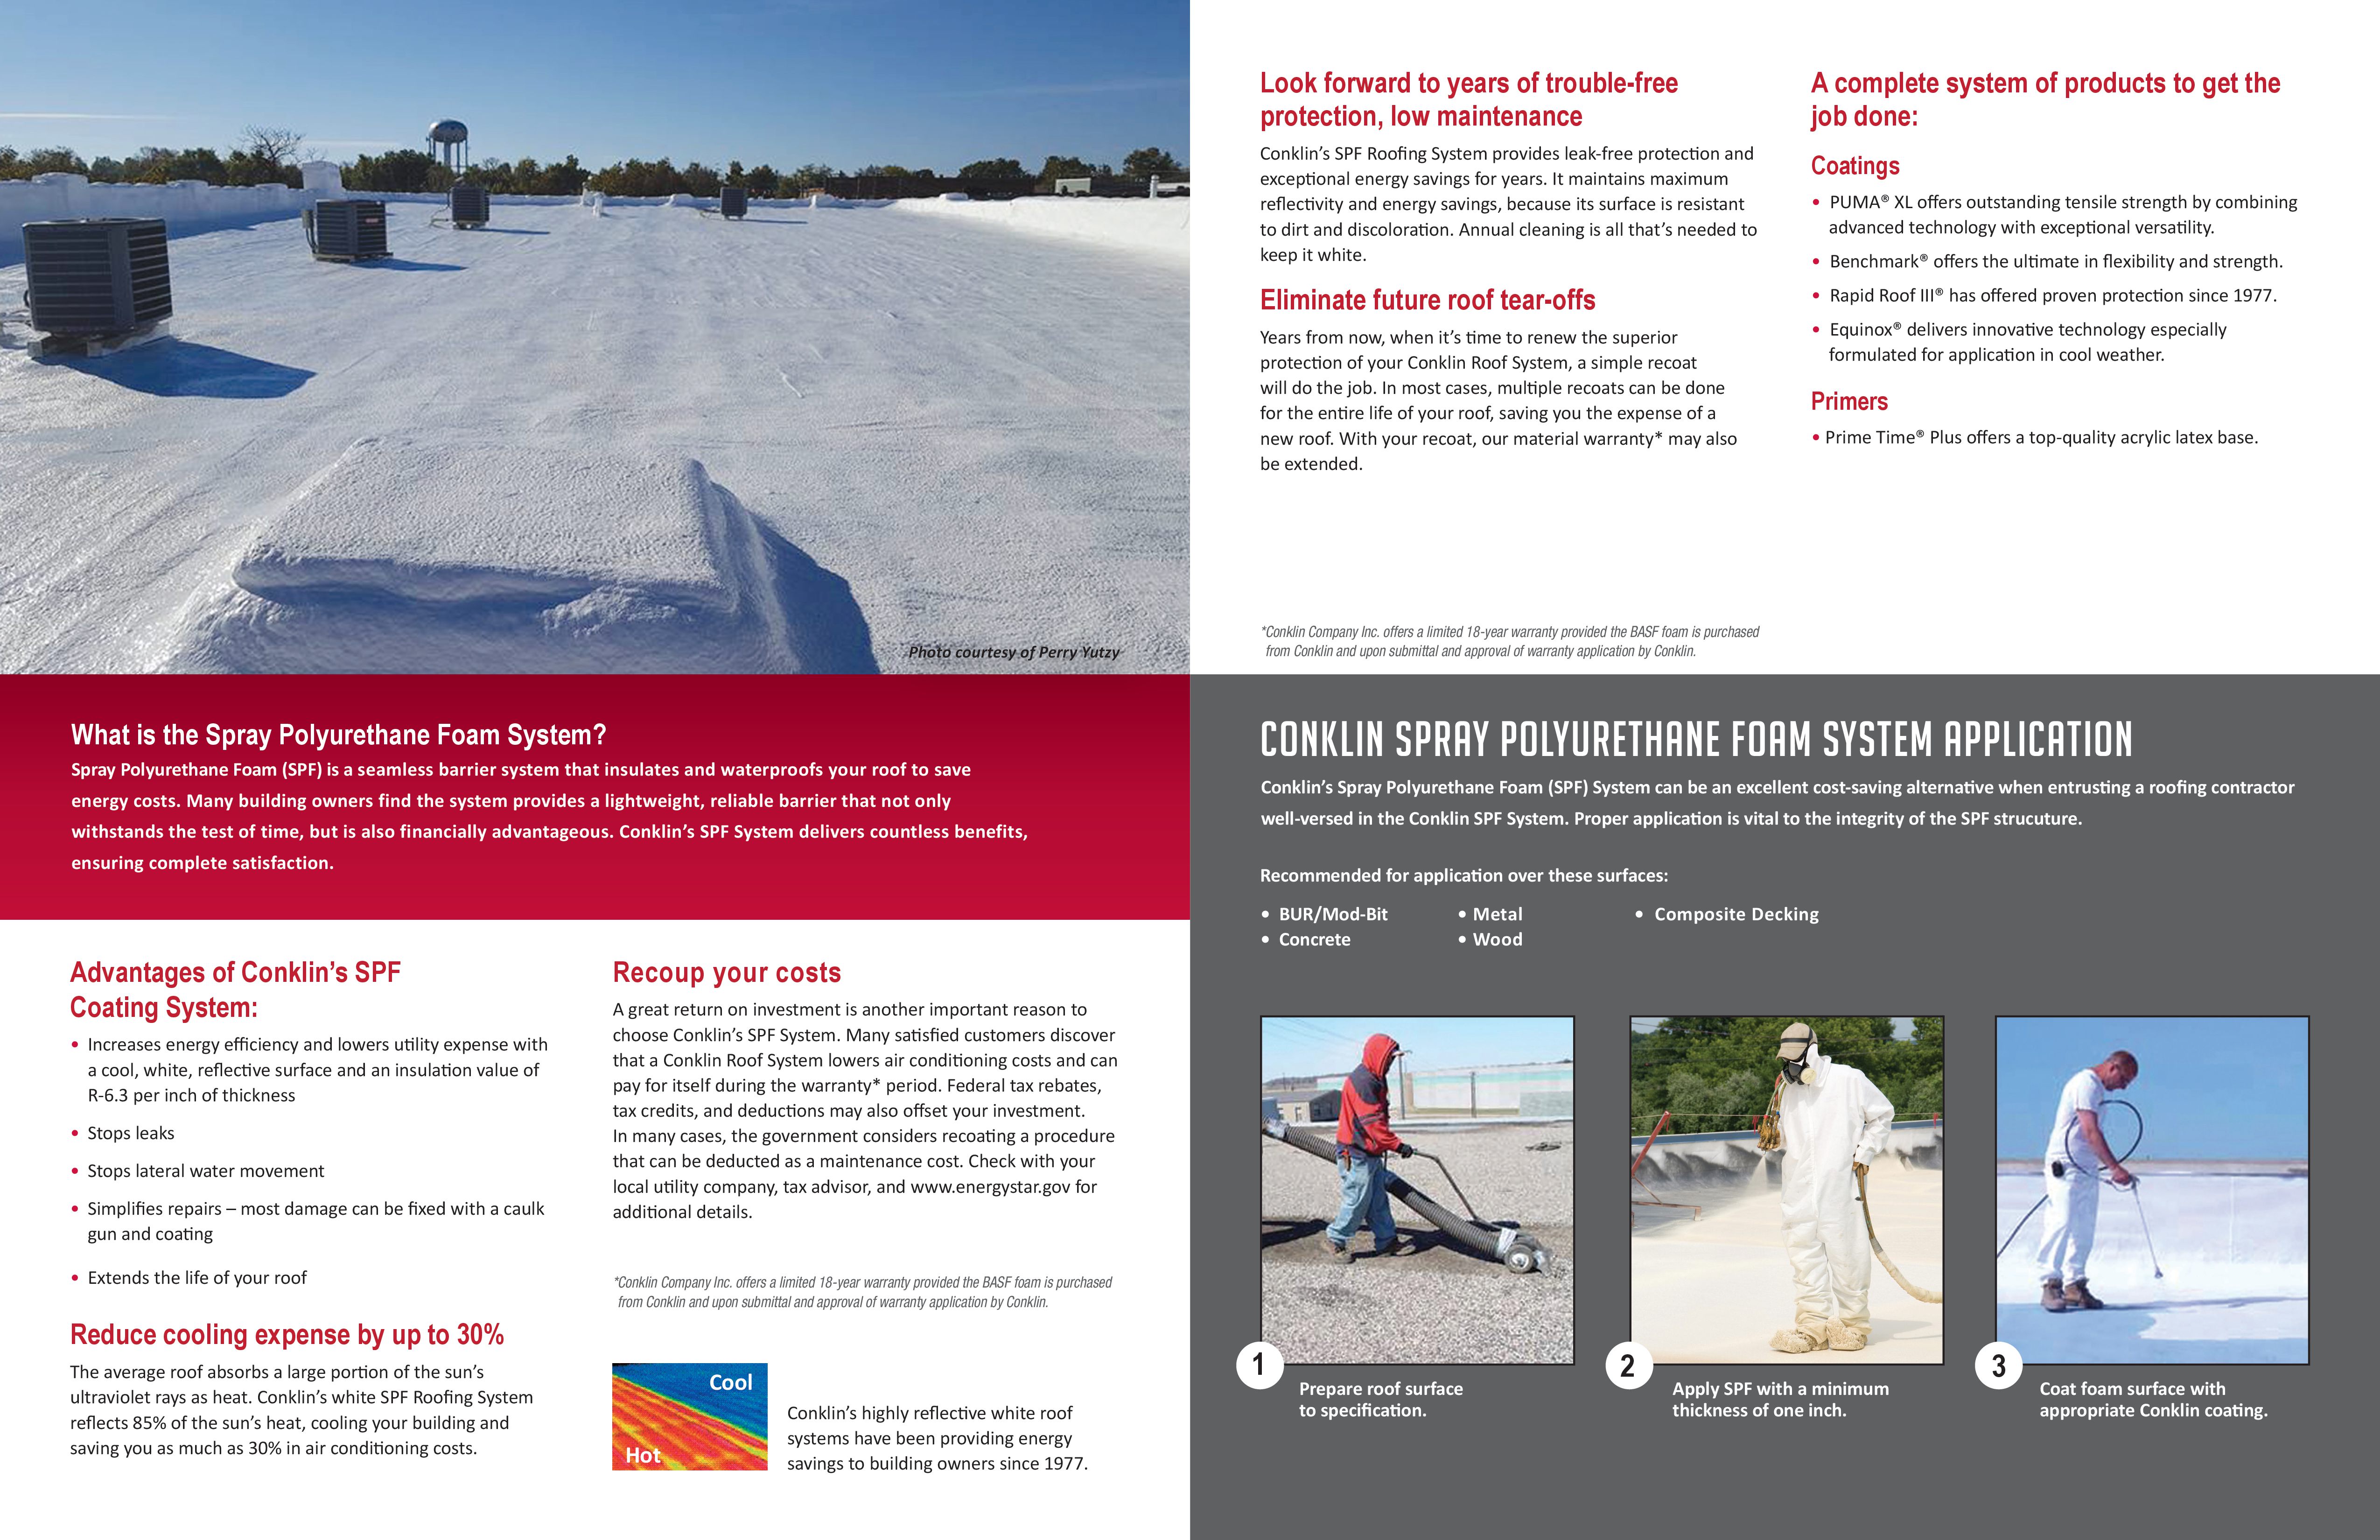 Photo courtesy of Perry Yutzy
What is the Spray Polyurethane Foam System?
Spray Polyurethane Foam (SPF) is a seamless barrier system that insulates and waterproofs your roof to save
energy costs. Many building owners find the system provides a lightweight, reliable barrier that not only
withstands the test of time, but is also financially advantageous. Conklin’s SPF System delivers countless benefits,
ensuring complete satisfaction.
Advantages of Conklin’s SPF
Coating System:
• Increases energy efficiency and lowers utility expense with
a cool, white, reflective surface and an insulation value of
R-6.3 per inch of thickness
• Stops leaks
• Stops lateral water movement
• Simplifies repairs – most damage can be fixed with a caulk
gun and coating
• Extends the life of your roof
Reduce cooling expense by up to 30%
The average roof absorbs a large portion of the sun’s
ultraviolet rays as heat. Conklin’s white SPF Roofing System
reflects 85% of the sun’s heat, cooling your building and
saving you as much as 30% in air conditioning costs.
Recoup your costs
A great return on investment is another important reason to
choose Conklin’s SPF System. Many satisfied customers discover
that a Conklin Roof System lowers air conditioning costs and can
pay for itself during the warranty* period. Federal tax rebates,
tax credits, and deductions may also offset your investment.
In many cases, the government considers recoating a procedure
that can be deducted as a maintenance cost. Check with your
local utility company, tax advisor, and www.energystar.gov for
additional details.
*Conklin Company Inc. offers a limited 18-year warranty provided the BASF foam is purchased
from Conklin and upon submittal and approval of warranty application by Conklin.
Cool
Hot
Conklin’s highly reflective white roof
systems have been providing energy
savings to building owners since 1977.
Look forward to years of trouble-free
protection, low maintenance
Conklin’s SPF Roofing System provides leak-free protection and
exceptional energy savings for years. It maintains maximum
reflectivity and energy savings, because its surface is resistant
to dirt and discoloration. Annual cleaning is all that’s needed to
keep it white.
Eliminate future roof tear-offs
Years from now, when it’s time to renew the superior
protection of your Conklin Roof System, a simple recoat
will do the job. In most cases, multiple recoats can be done
for the entire life of your roof, saving you the expense of a
new roof. With your recoat, our material warranty* may also
be extended.
*Conklin Company Inc. offers a limited 18-year warranty provided the BASF foam is purchased
from Conklin and upon submittal and approval of warranty application by Conklin.
A complete system of products to get the
job done:
Coatings
• PUMA® XL offers outstanding tensile strength by combining
advanced technology with exceptional versatility.
• Benchmark® offers the ultimate in flexibility and strength.
• Rapid Roof III® has offered proven protection since 1977.
• Equinox® delivers innovative technology especially
formulated for application in cool weather.
Primers
• Prime Time® Plus offers a top-quality acrylic latex base.
CONKLIN SPRAY POLYURETHANE FOAM SYSTEM APPLICATION
Conklin’s Spray Polyurethane Foam (SPF) System can be an excellent cost-saving alternative when entrusting a roofing contractor
well-versed in the Conklin SPF System. Proper application is vital to the integrity of the SPF strucuture.
Recommended for application over these surfaces:
• BUR/Mod-Bit
• Concrete
• Metal
• Wood
• Composite Decking
1
Prepare roof surface
to specification.
2
Apply SPF with a minimum
thickness of one inch.
3
Coat foam surface with
appropriate Conklin coating.